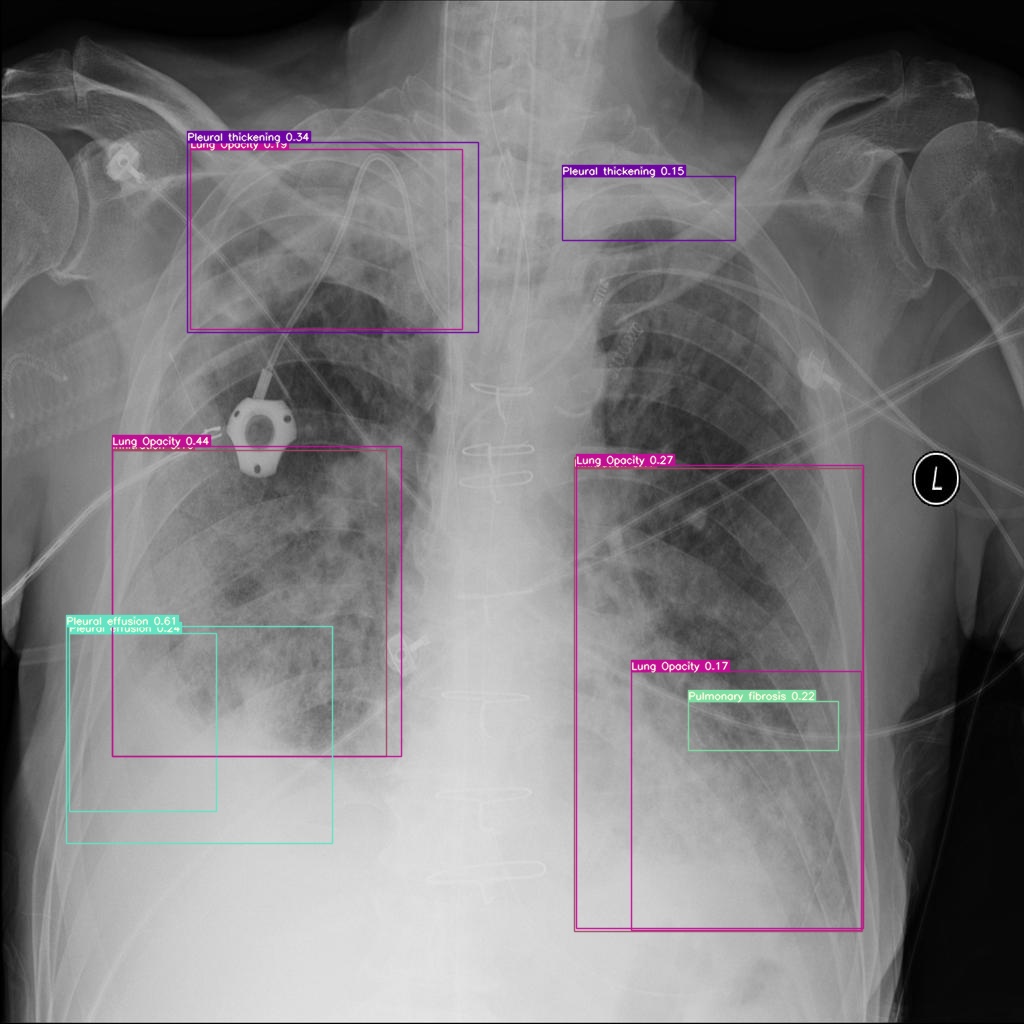 Pleural thickening 0.34
Lung Opacity 0.19
Pleural thickening 0.15
Lung Opacity 0.44
Lung Opacity 0.27
L
Pleural effusion 0.61
Pleural effusion 0.24
Lung Opacity 0.17
Pulmonary fibrosis 0.22